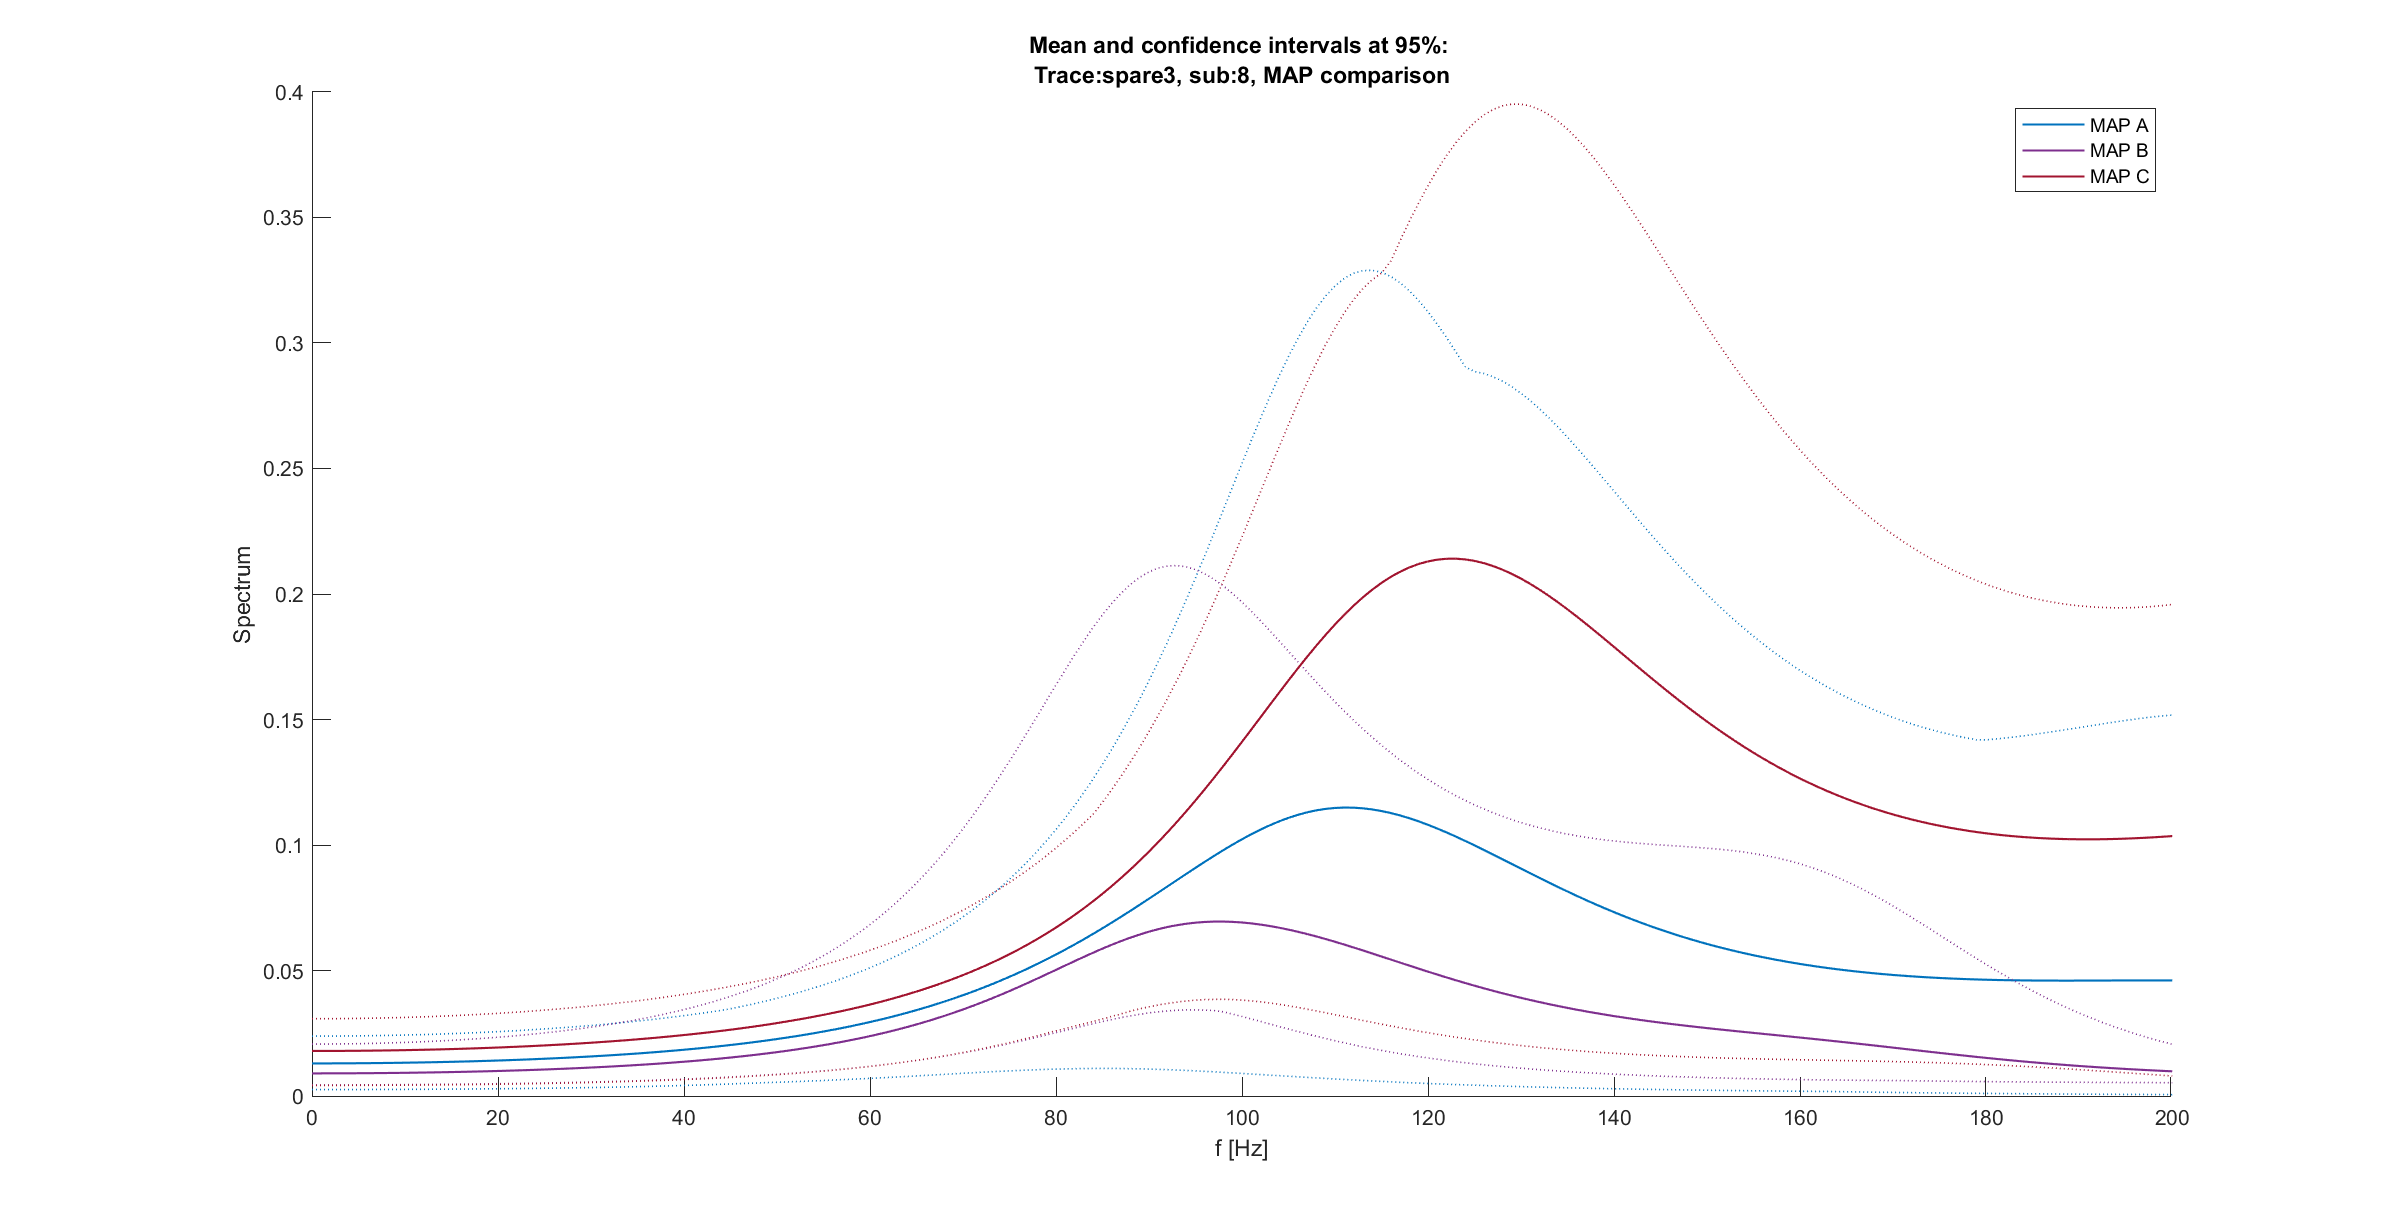 Mean and confidence intervals at 95%:
Trace:spare3, sub:8, MAP comparison
MAP A
MAP B
MAP C
Spectrum
0.4
0.35
0.3
0.25
0.2
0.15
0.1
0.05
0
0 20 40 60 80 100 120 140 160 180 200
f [Hz]